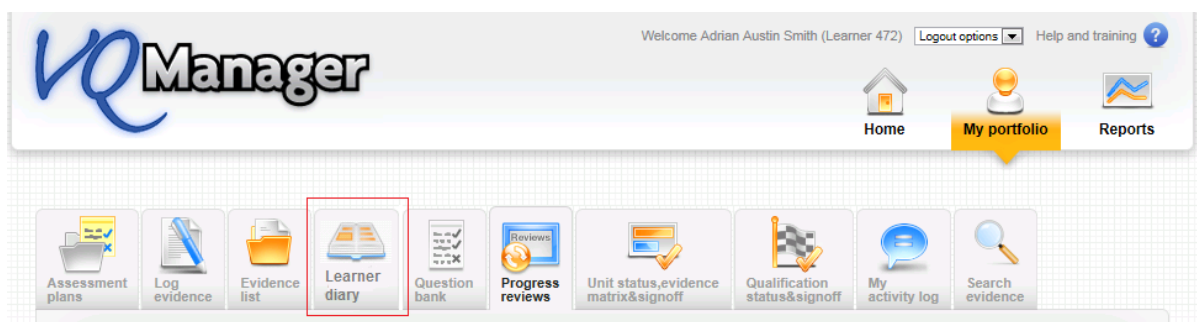 Welcome Adrian Austin Smith (Learner 472) Logout options Help and training ?
VQManager
Home My portfolio Reports
Reviews
Assessment plans
Log evidence
Evidence list
Learner diary
Question bank
Progress reviews
Unit status,evidence matrix&signoff
Qualification status&signoff
My activity log
Search evidence